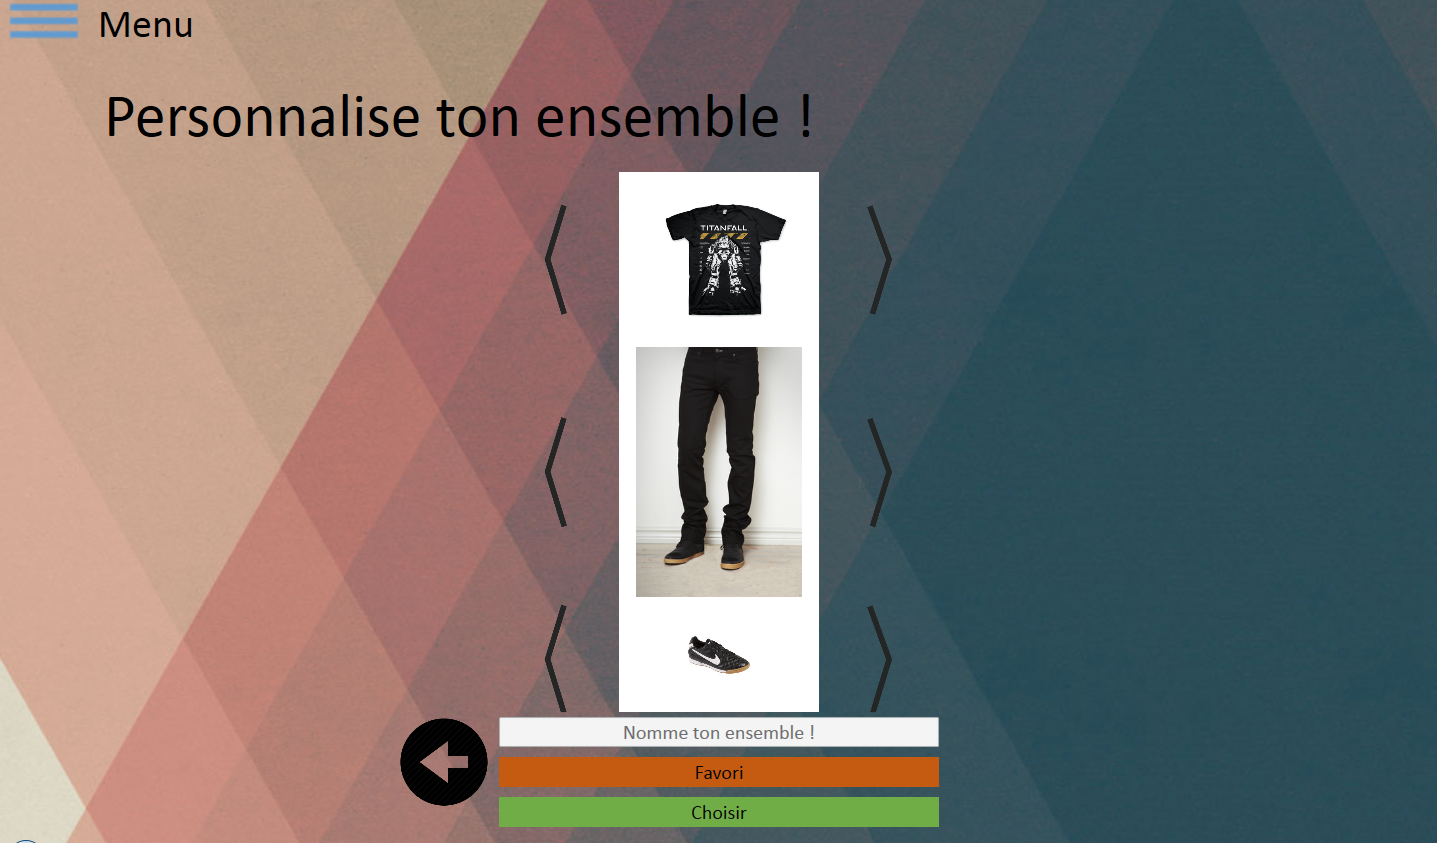 Menu
Personnalise ton ensemble !
TITANFALL
Nomme ton ensemble !
Favori
Choisir